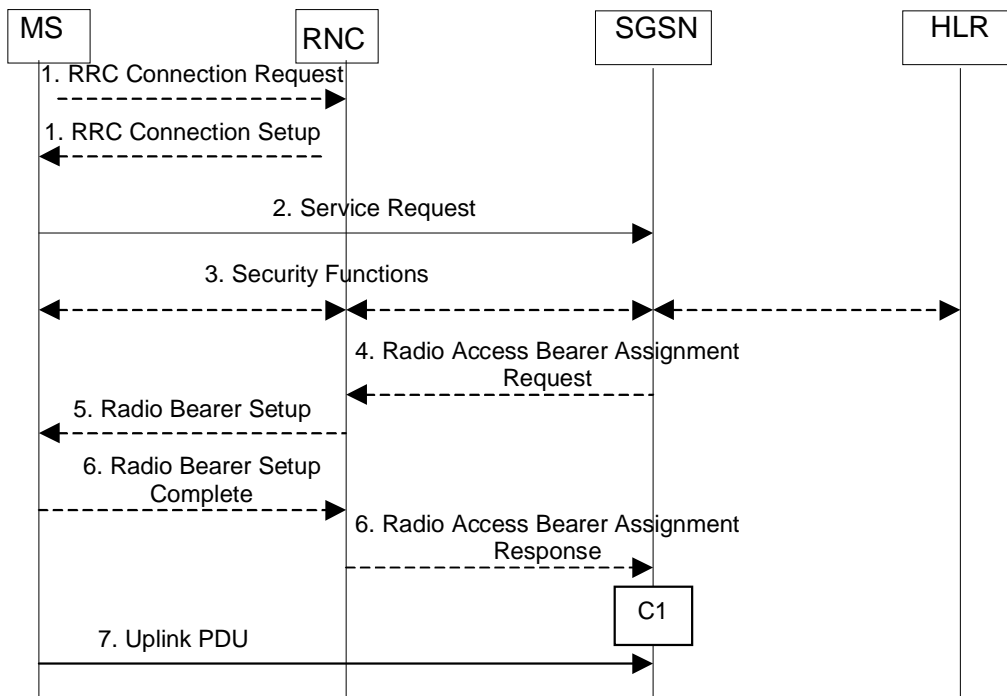 MS
RNC
SGSN
HLR
1. RRC Connection Request
1. RRC Connection Setup
2. Service Request
3. Security Functions
4. Radio Access Bearer Assignment
Request
5. Radio Bearer Setup
6. Radio Bearer Setup
Complete
6. Radio Access Bearer Assignment
Response
C1
7. Uplink PDU